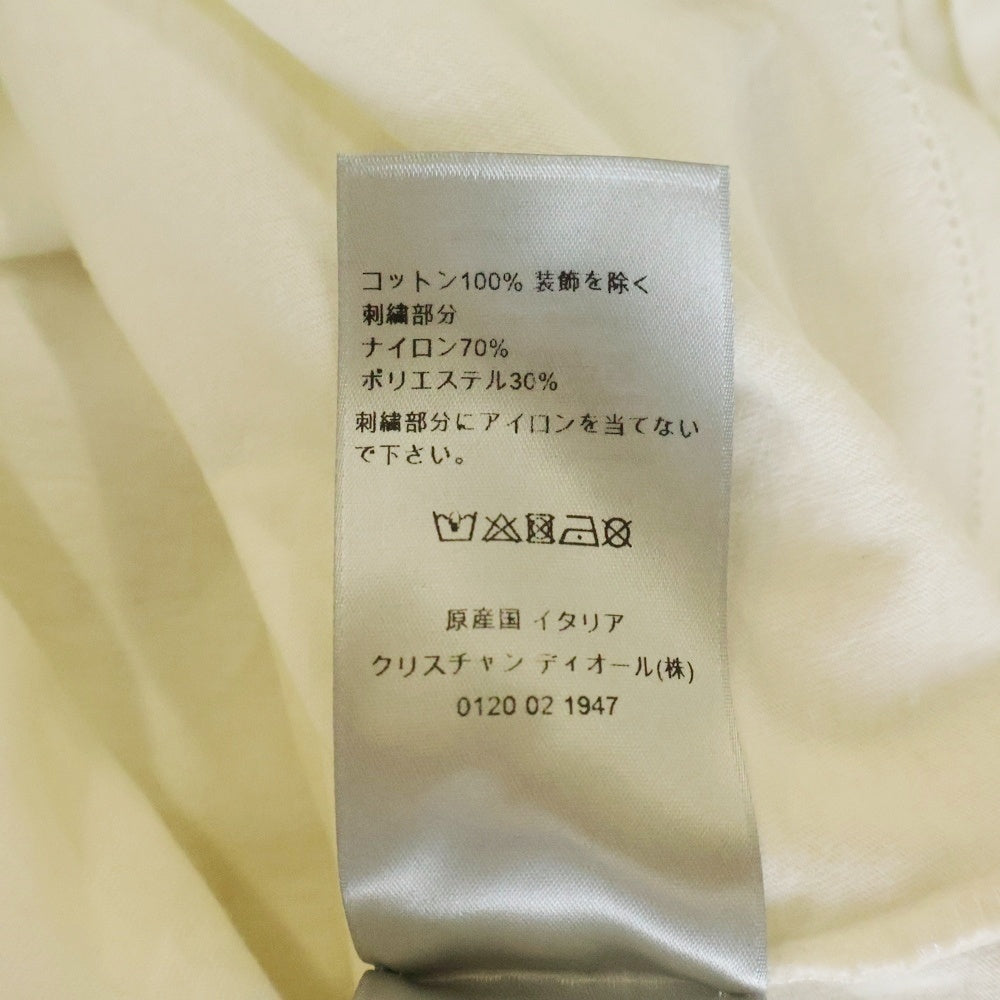 コットン100% 装飾を除く
刺繍部分
ナイロン70%
ポリエステル30%
刺繍部分にアイロンを当てない
で下さい。
原産国 イタリア
クリスチャン ディオール(株)
0120 02 1947